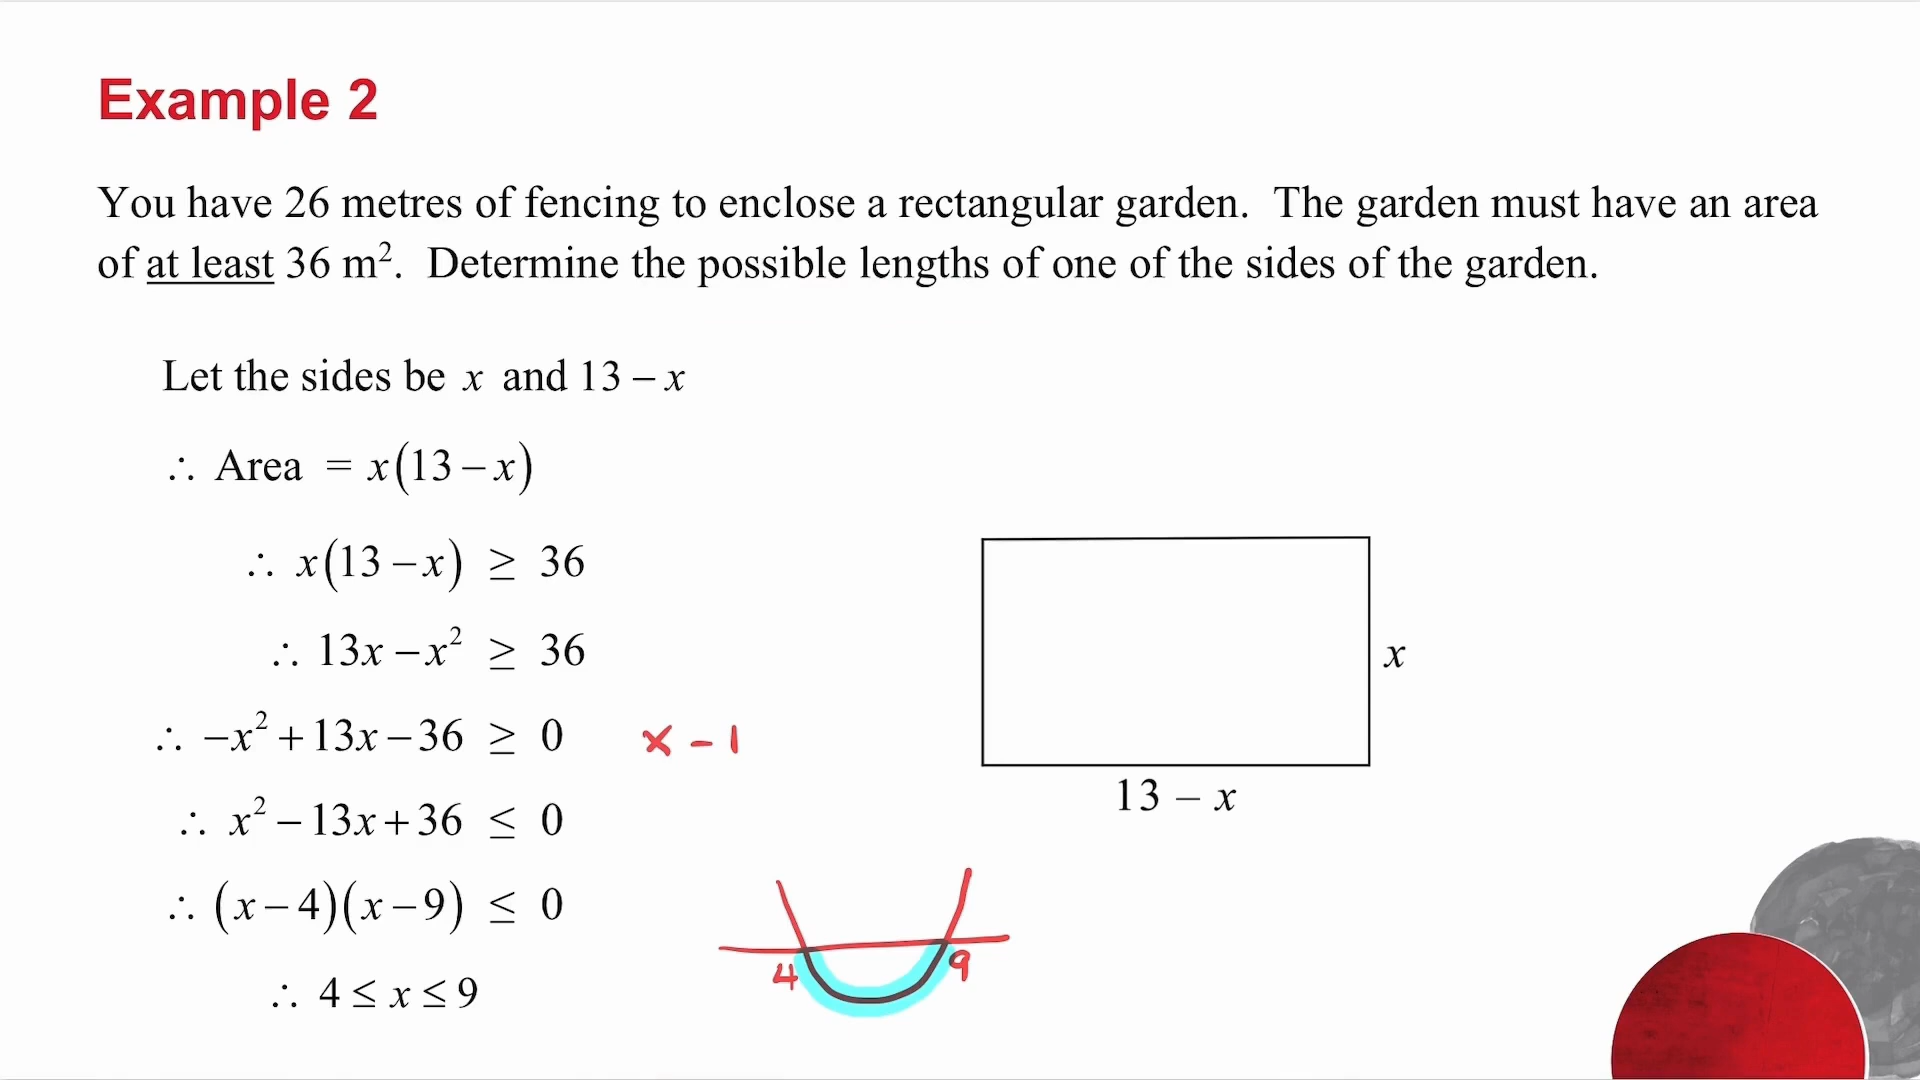 Example 2
You have 26 metres of fencing to enclose a rectangular garden. The garden must have an area
of at least 36 m². Determine the possible lengths of one of the sides of the garden.
Let the sides be x and 13 – x
∴ Area = x(13 – x)
∴ x(13 – x) ≥ 36
∴ 13x – x² ≥ 36
∴ –x² + 13x – 36 ≥ 0
x – 1
∴ x² – 13x + 36 ≤ 0
∴ (x – 4)(x – 9) ≤ 0
∴ 4 ≤ x ≤ 9
x
13 – x
4
9